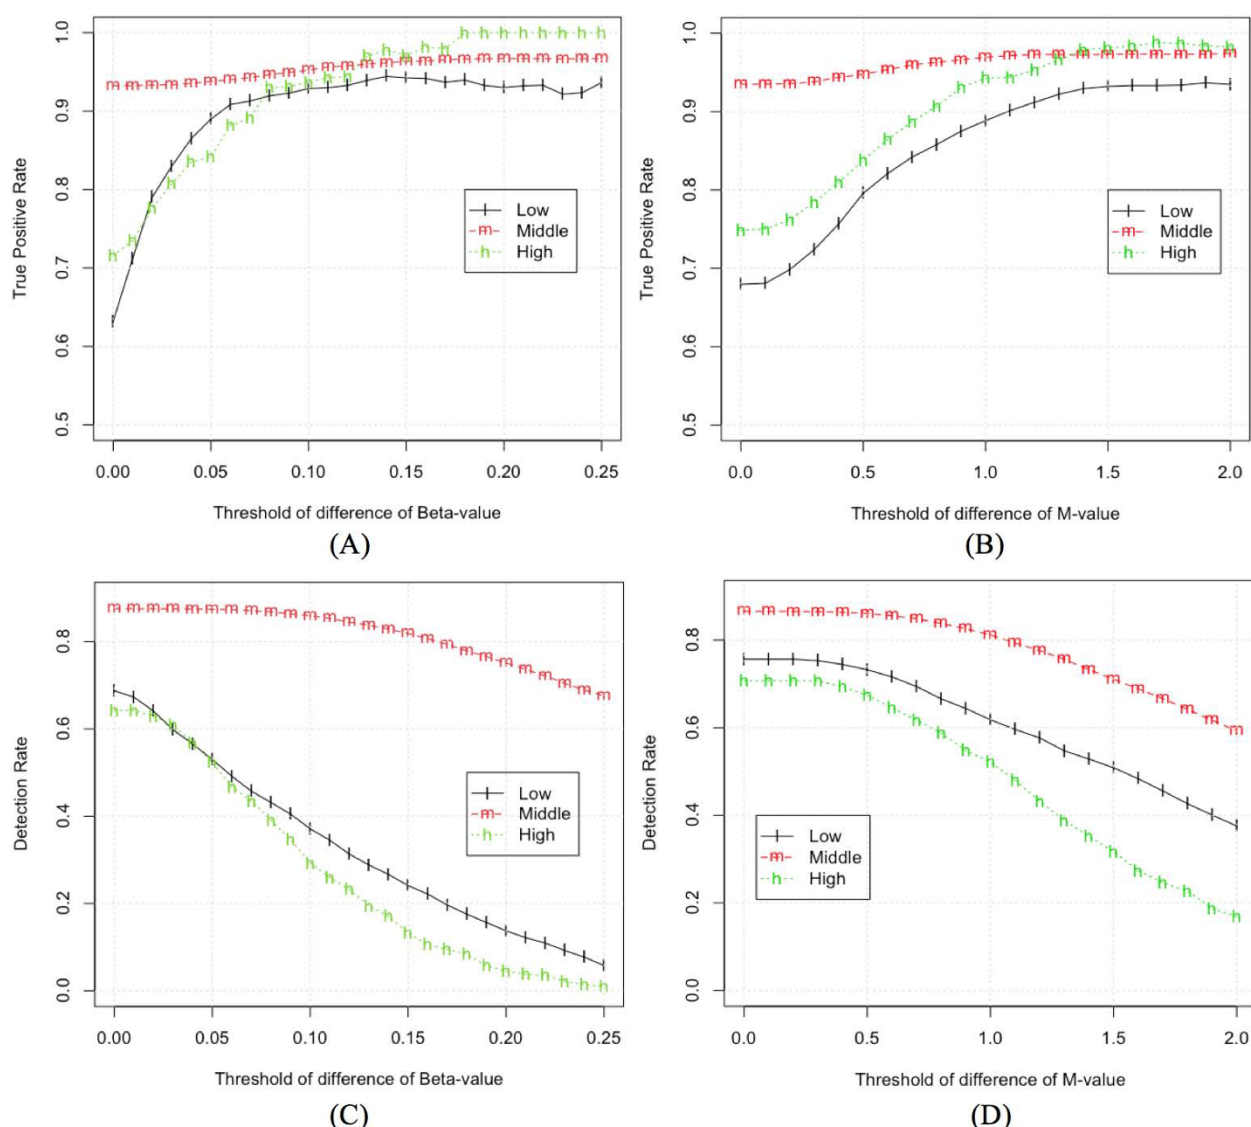 1.0
0.9
0.8
0.7
0.6
0.5
True Positive Rate
Low
Middle
High
0.00 0.05 0.10 0.15 0.20 0.25
Threshold of difference of Beta-value
(A)
1.0
0.9
0.8
0.7
0.6
0.5
True Positive Rate
Low
Middle
High
0.0 0.5 1.0 1.5 2.0
Threshold of difference of M-value
(B)
0.8
0.6
0.4
0.2
0.0
Detection Rate
Low
Middle
High
0.00 0.05 0.10 0.15 0.20 0.25
Threshold of difference of Beta-value
(C)
0.8
0.6
0.4
0.2
0.0
Detection Rate
Low
Middle
High
0.0 0.5 1.0 1.5 2.0
Threshold of difference of M-value
(D)